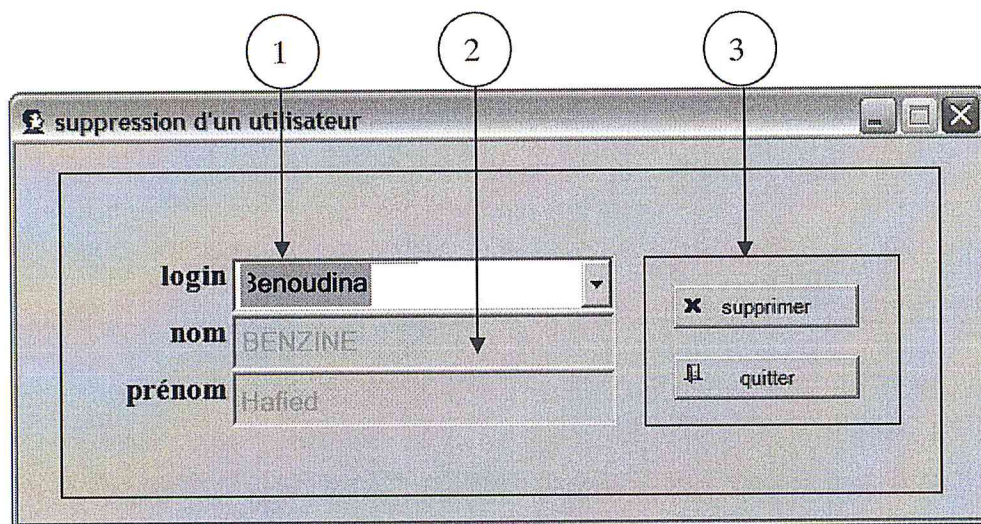 1 2 3
suppression d'un utilisateur
login Benoudina
nom BENZINE
prénom Hafied
supprimer
quitter